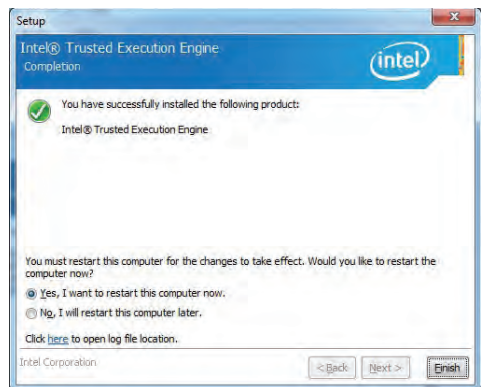 Setup
Intel® Trusted Execution Engine
Completion
intel
You have successfully installed the following product:
Intel® Trusted Execution Engine
You must restart this computer for the changes to take effect. Would you like to restart the
computer now?
Yes, I want to restart this computer now.
No, I will restart this computer later.
Click here to open log file location.
Intel Corporation
< Back Next > Finish